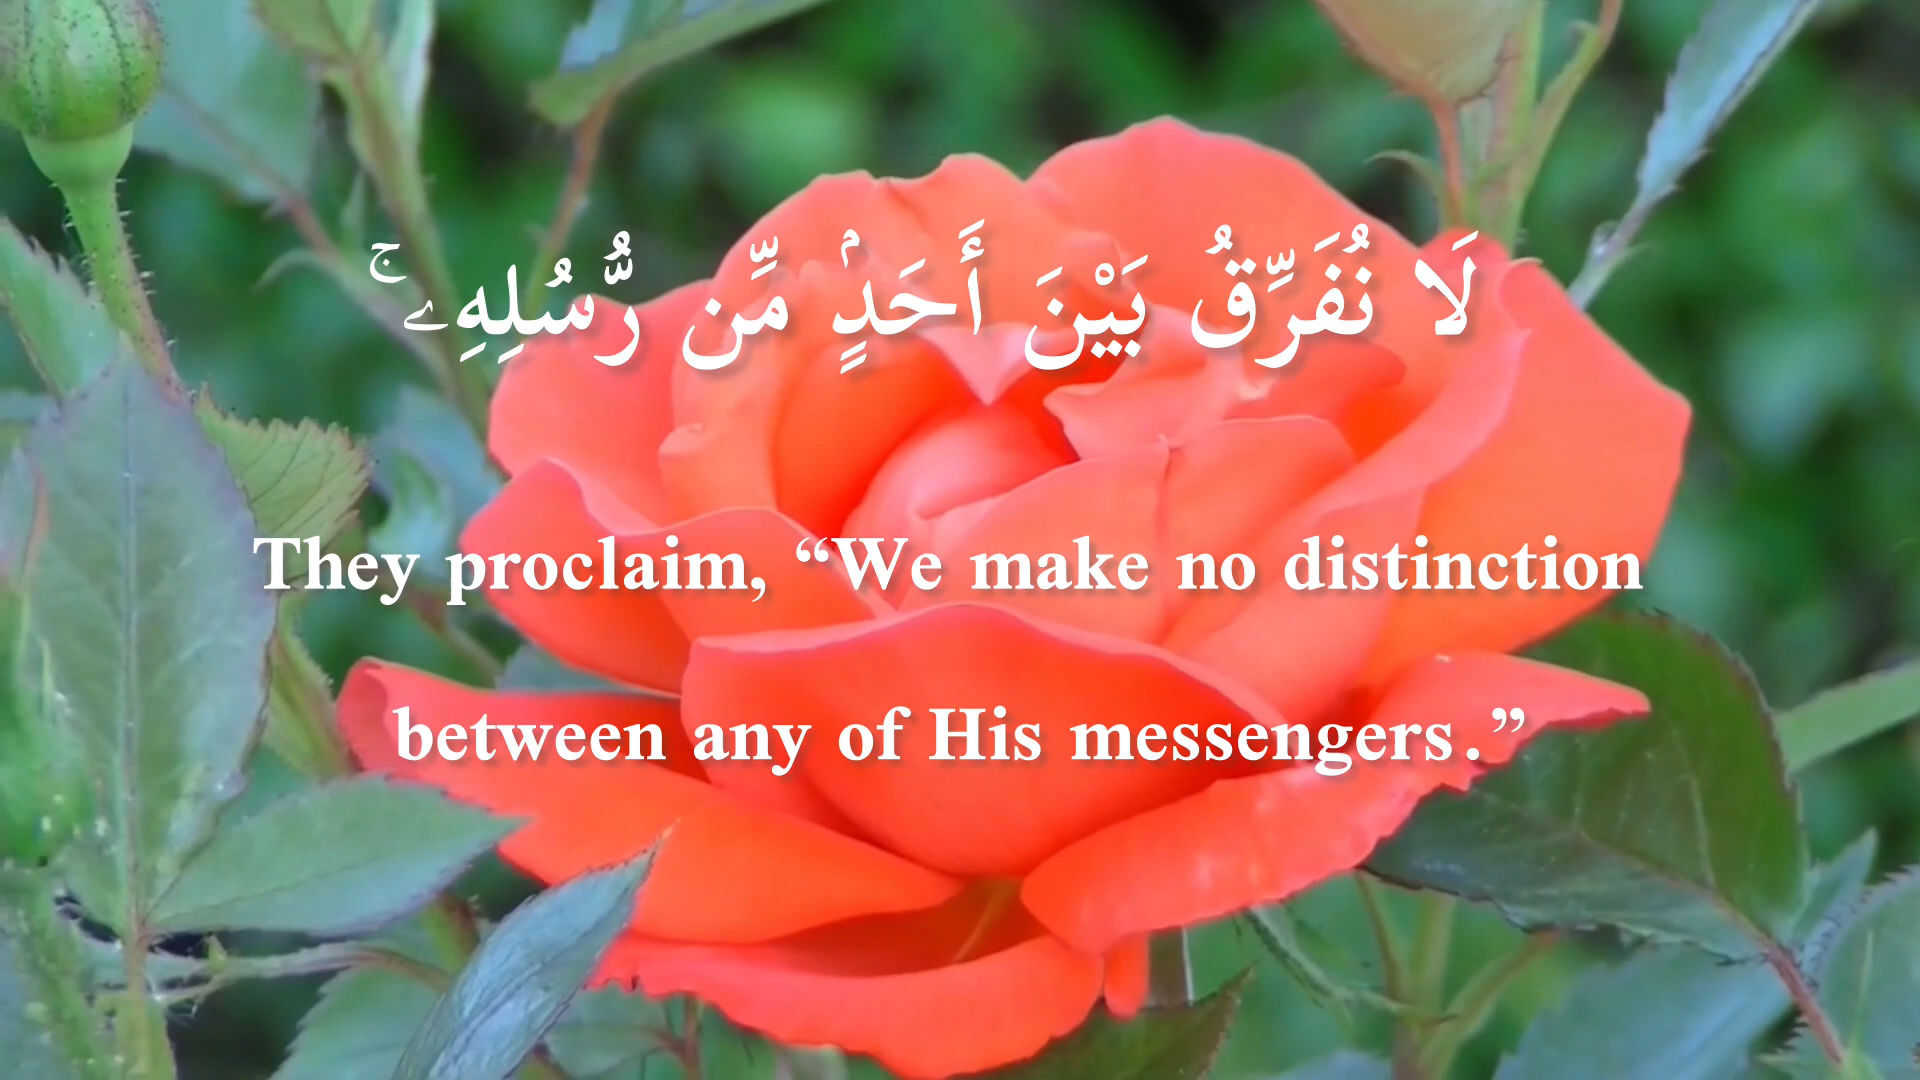 لَا نُفَرِّقُ بَيْنَ أَحَدٍۢ مِّن رُّسُلِهِۦ ۚ
They proclaim, “We make no distinction
between any of His messengers.”